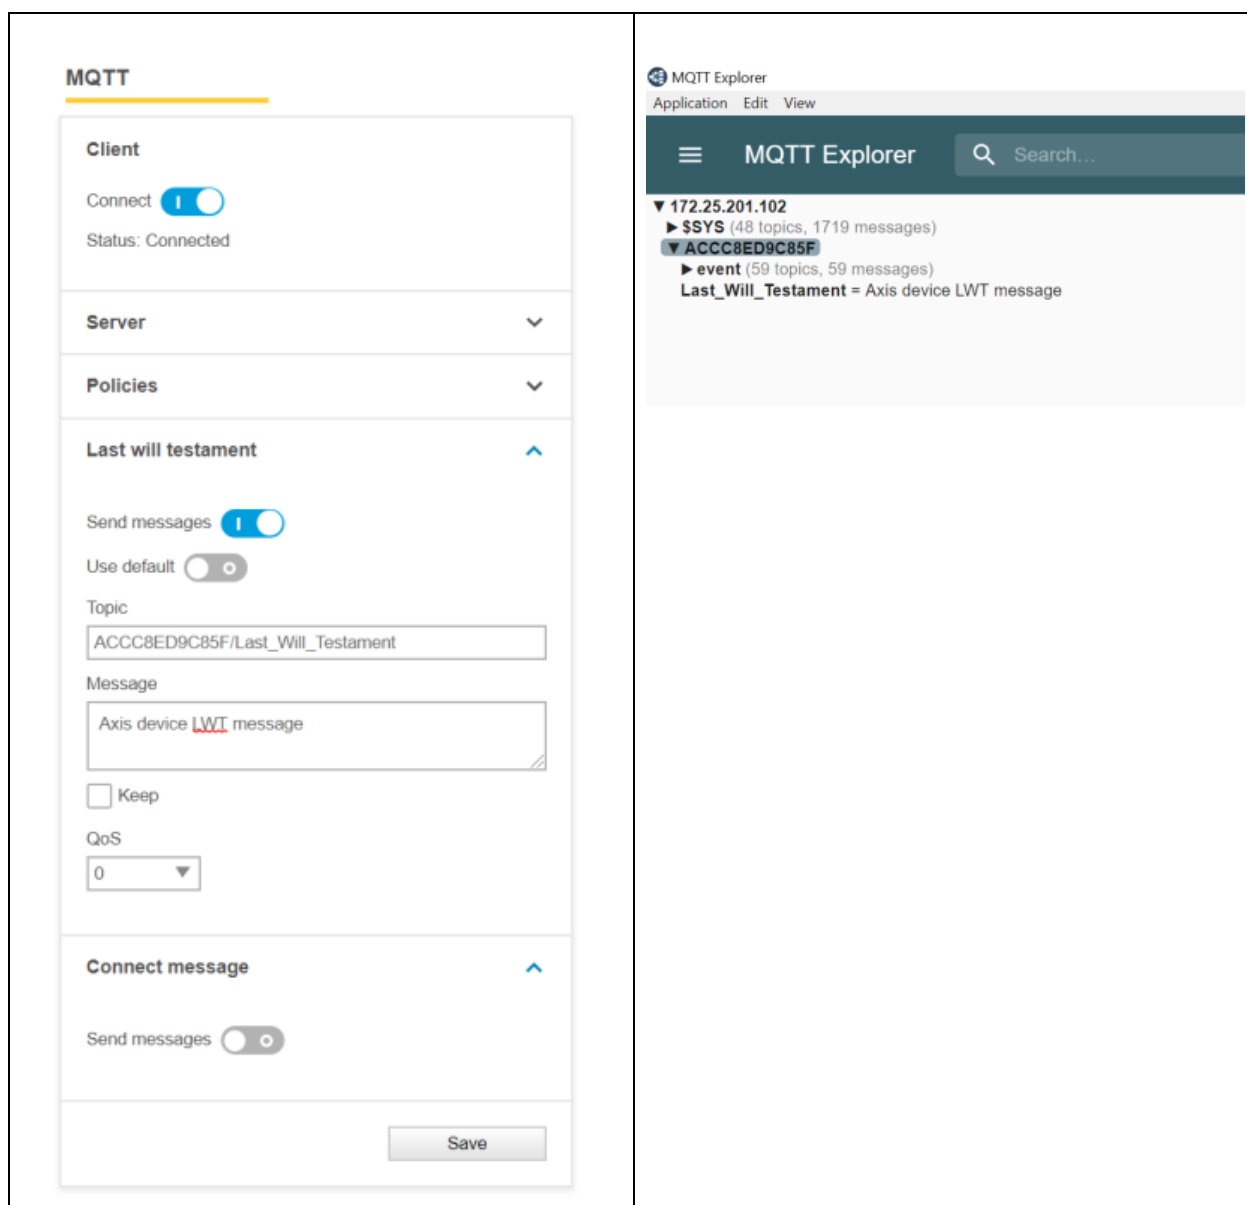 MQTT
Client
Connect
Status: Connected
Server
Policies
Last will testament
Send messages
Use default
Topic
ACCC8ED9C85F/Last_Will_Testament
Message
Axis device LWT message
Keep
QoS
0
Connect message
Send messages
Save
MQTT Explorer
Application Edit View
MQTT Explorer
Search...
172.25.201.102
$SYS (48 topics, 1719 messages)
ACCC8ED9C85F
event (59 topics, 59 messages)
Last_Will_Testament = Axis device LWT message